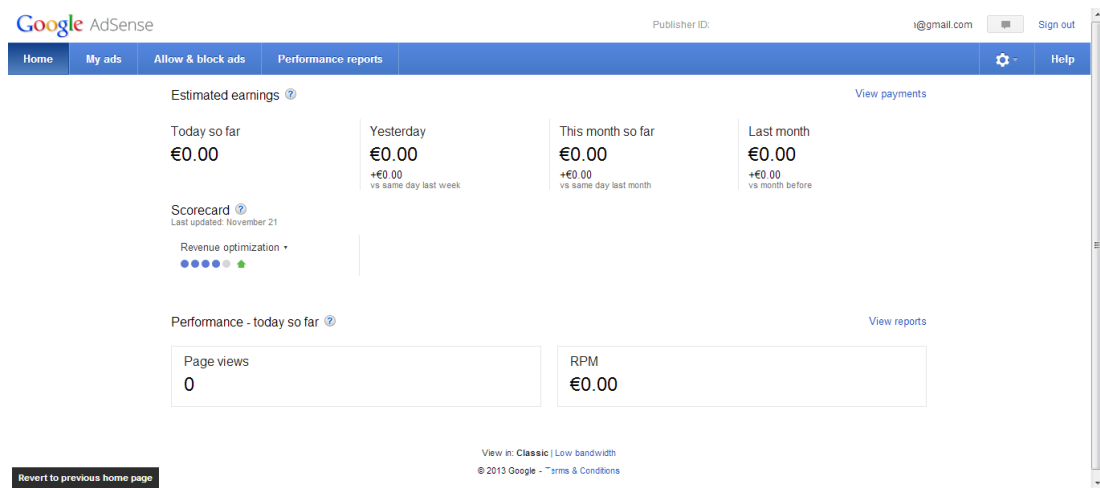 Google AdSense
Publisher ID:
@gmail.com
Sign out
Home
My ads
Allow & block ads
Performance reports
Help
Estimated earnings ?
View payments
Today so far
€0.00
Yesterday
€0.00
+€0.00
vs same day last week
This month so far
€0.00
+€0.00
vs same day last month
Last month
€0.00
+€0.00
vs month before
Scorecard ?
Last updated: November 21
Revenue optimization
Performance - today so far ?
View reports
Page views
0
RPM
€0.00
View in: Classic | Low bandwidth
© 2013 Google - Terms & Conditions
Revert to previous home page